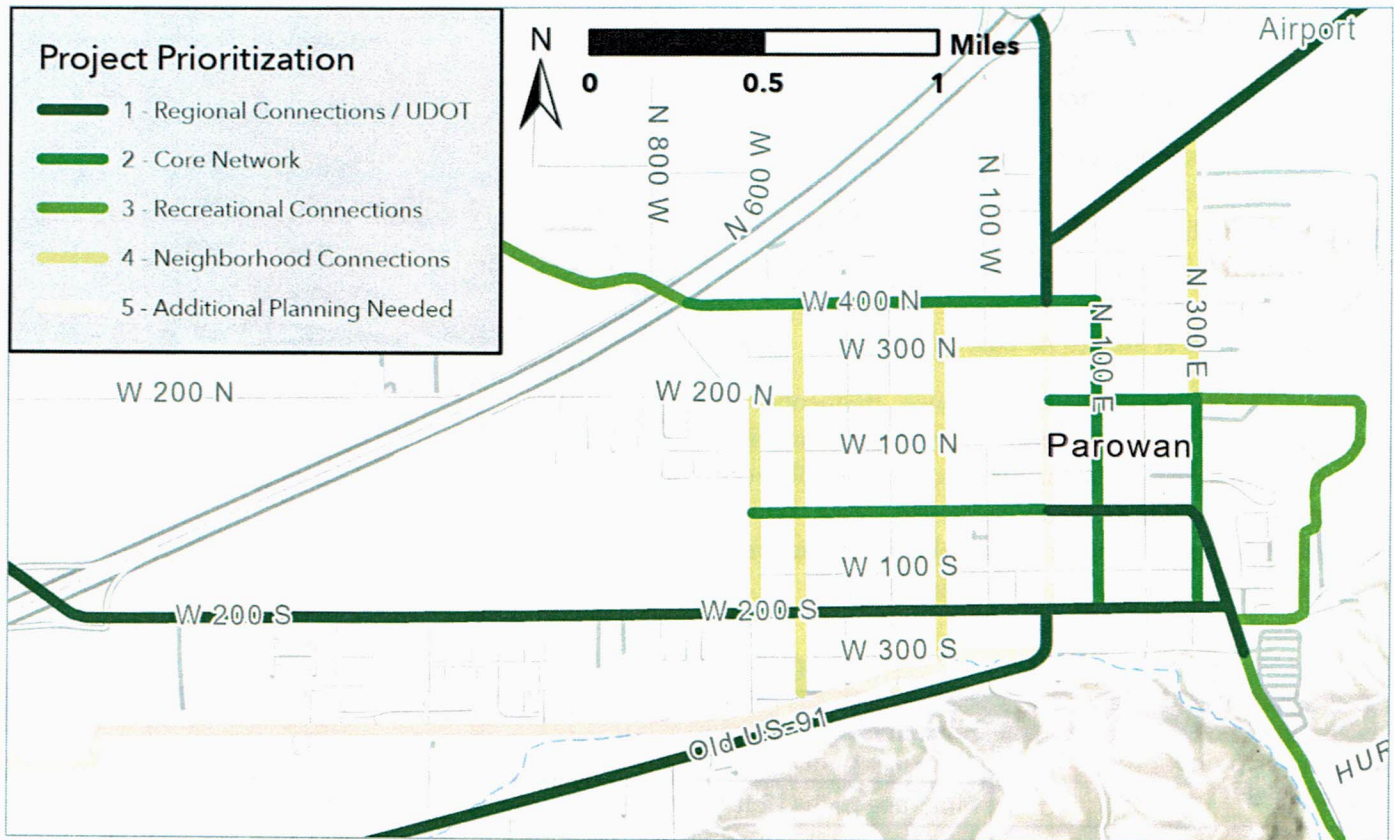 Project Prioritization
1 - Regional Connections / UDOT
2 - Core Network
3 - Recreational Connections
4 - Neighborhood Connections
5 - Additional Planning Needed
N
Miles
0 0.5 1
Airport
N 800 W
N 600 W
N 100 W
W 400 N
N 300 E
N 100 E
W 300 N
W 200 N
W 200 N
W 100 N
Parowan
W 100 S
W 200 S
W 200 S
W 300 S
Old US-91
HUR